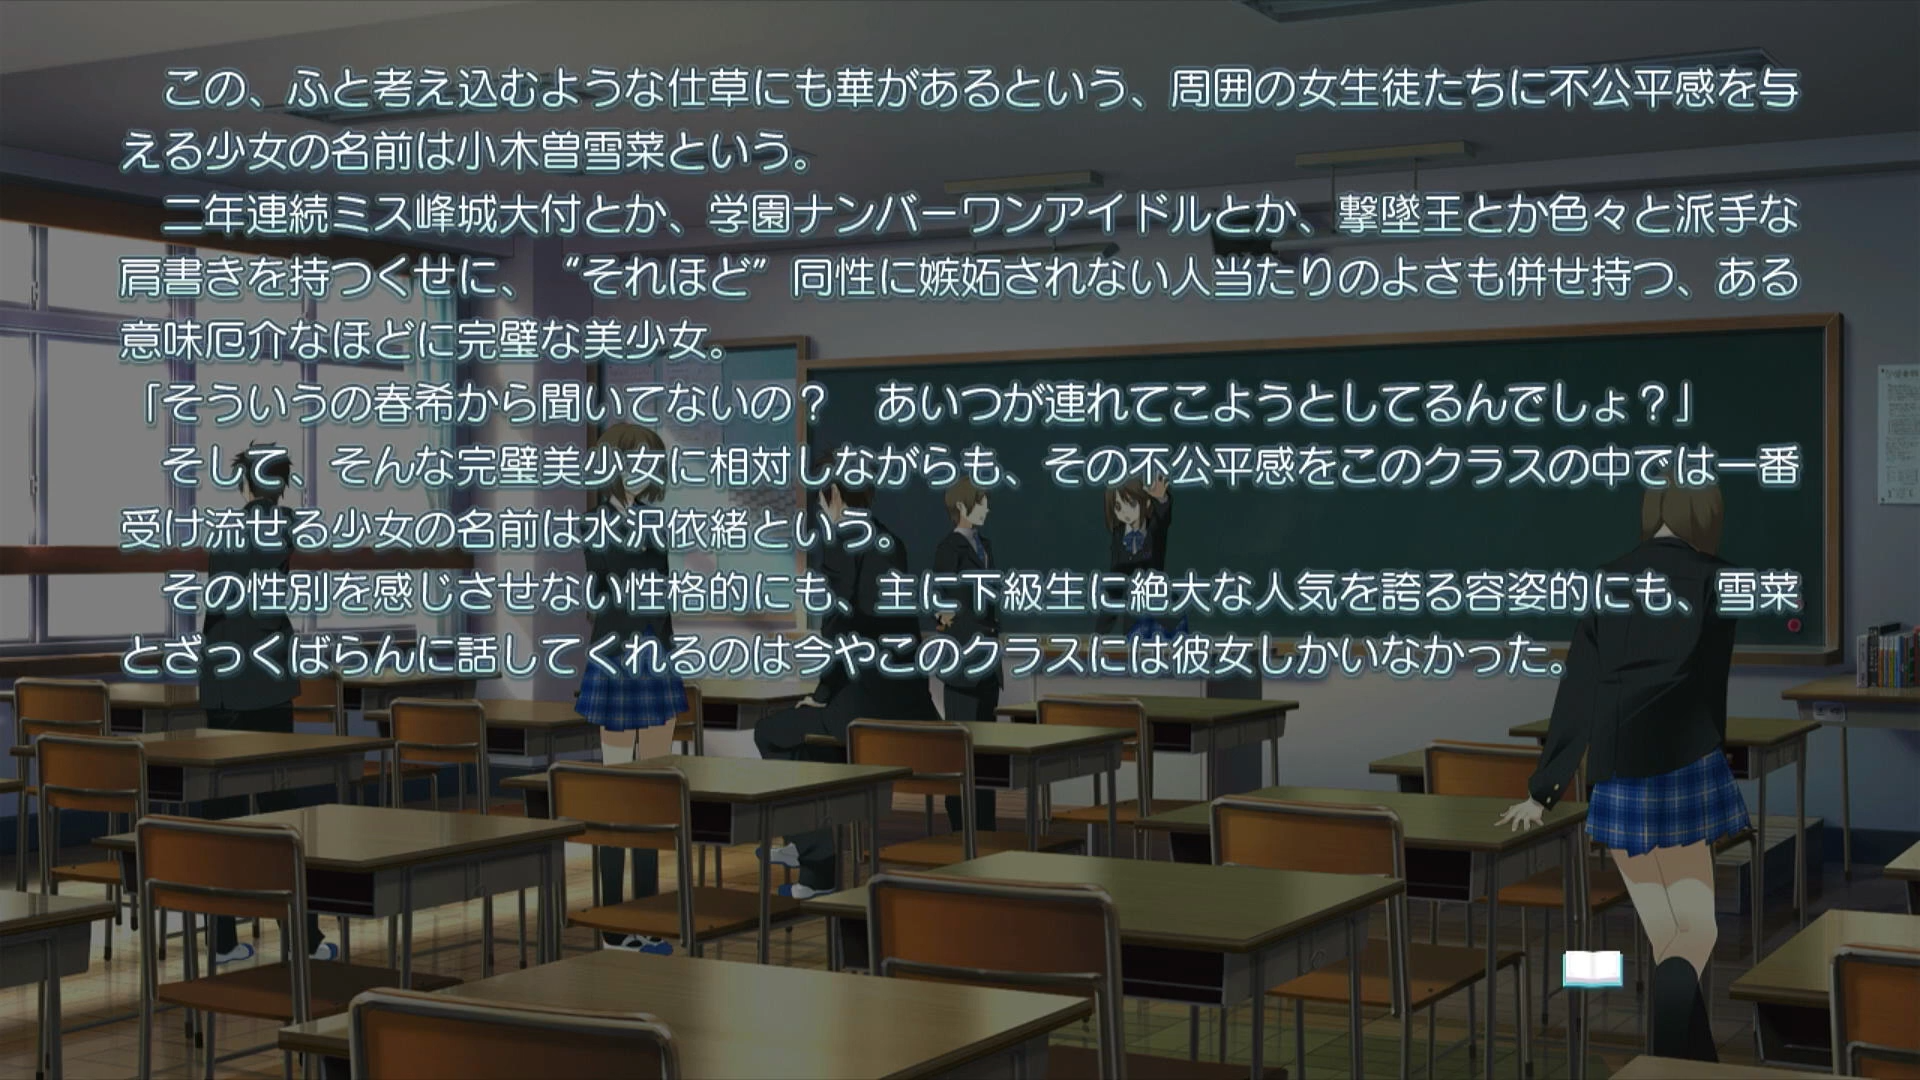 この、ふと考え込むような仕草にも華があるという、周囲の女生徒たちに不公平感を与
える少女の名前は小木曽雪菜という。
二年連続ミス峰城大付とか、学園ナンバーワンアイドルとか、撃墜王とか色々と派手な
肩書きを持つくせに、“それほど”同性に嫉妬されない人当たりのよさも併せ持つ、ある
意味厄介なほどに完璧な美少女。
「そういうの春希から聞いてないの？　あいつが連れてこようとしてるんでしょ？」
そして、そんな完璧美少女に相対しながらも、その不公平感をこのクラスの中では一番
受け流せる少女の名前は水沢依緒という。
その性別を感じさせない性格的にも、主に下級生に絶大な人気を誇る容姿的にも、雪菜
とざっくばらんに話してくれるのは今やこのクラスには彼女しかいなかった。